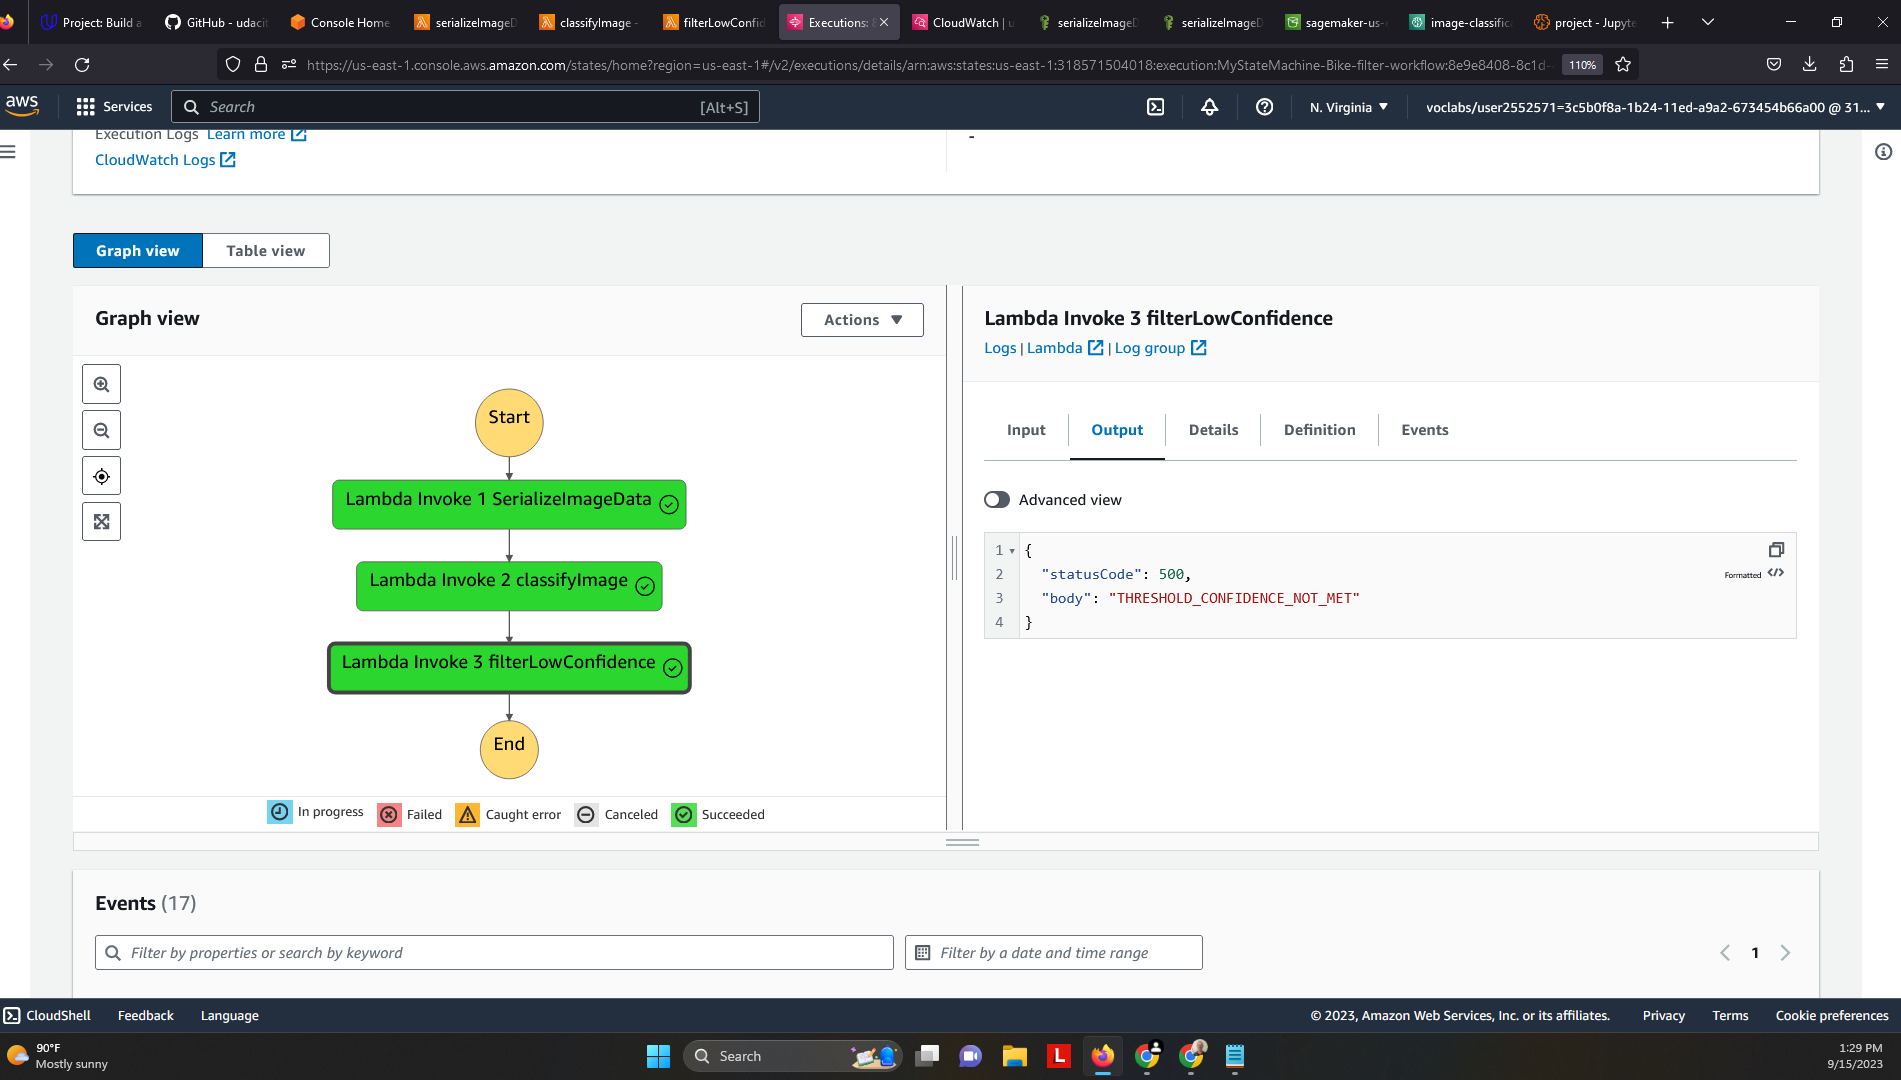 Project: Build a
GitHub - udacit
Console Home
serializeImageD
classifyImage -
filterLowConfid
Executions: 8
CloudWatch | u
serializeImageD
serializeImageD
sagemaker-us-
image-classific
project - Jupyte
https://us-east-1.console.aws.amazon.com/states/home?region=us-east-1#/v2/executions/details/arn:aws:states:us-east-1:318571504018:execution:MyStateMachine-Bike-filter-workflow:8e9e8408-8c1d-
110%
aws
Services
Search
[Alt+S]
N. Virginia
voclabs/user2552571=3c5b0f8a-1b24-11ed-a9a2-673454b66a00 @ 31...
Execution Logs Learn more
-
CloudWatch Logs
Graph view
Table view
Graph view
Actions
Start
Lambda Invoke 1 SerializeImageData
Lambda Invoke 2 classifyImage
Lambda Invoke 3 filterLowConfidence
End
In progress
Failed
Caught error
Canceled
Succeeded
Lambda Invoke 3 filterLowConfidence
Logs | Lambda | Log group
Input
Output
Details
Definition
Events
Advanced view
1 {
2 "statusCode": 500,
3 "body": "THRESHOLD_CONFIDENCE_NOT_MET"
4 }
Formatted
Events (17)
Filter by properties or search by keyword
Filter by a date and time range
1
CloudShell
Feedback
Language
© 2023, Amazon Web Services, Inc. or its affiliates.
Privacy
Terms
Cookie preferences
90°F
Mostly sunny
Search
L
1:29 PM
9/15/2023